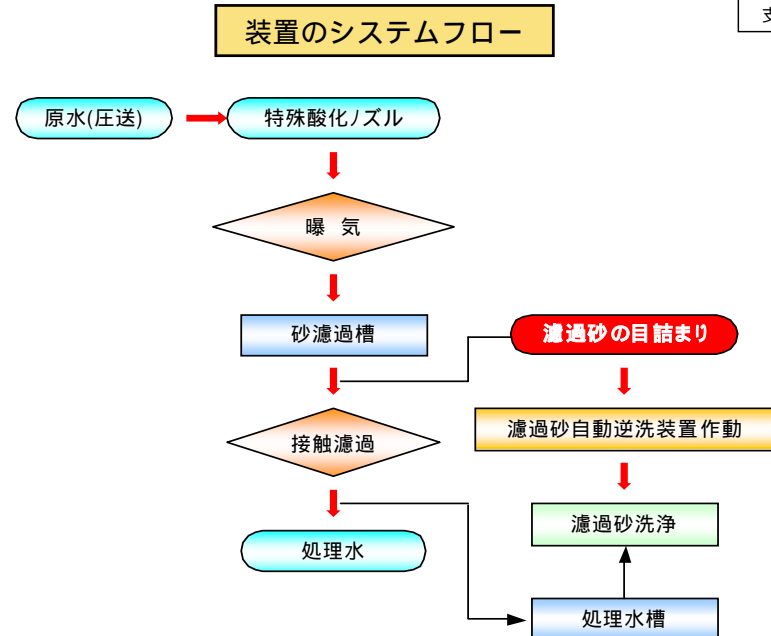 装置のシステムフロー
原水(圧送)
特殊酸化ノズル
曝 気
砂濾過槽
濾過砂の目詰まり
接触濾過
濾過砂自動逆洗装置作動
処理水
濾過砂洗浄
処理水槽